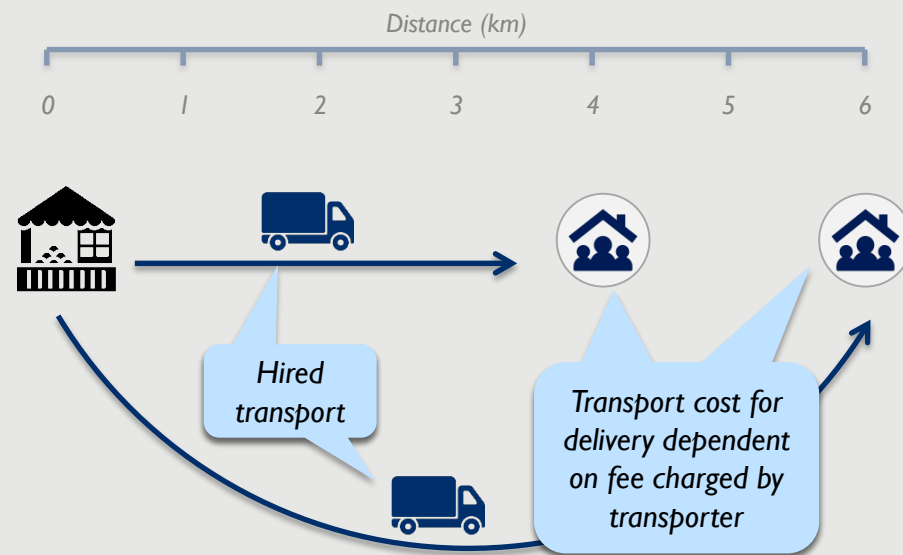 Distance (km)
0 1 2 3 4 5 6
Hired
transport
Transport cost for
delivery dependent
on fee charged by
transporter